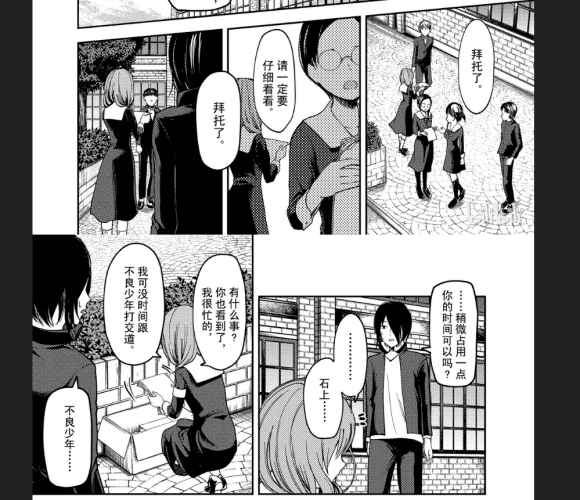 拜托了。
请一定要
仔细看看。
拜托了。
……稍微占用一点
你的时间可以吗？
………
石上…
有什么事？
你也看到了，
我很忙的，
我可没时间跟
不良少年打交道。
不良少年……